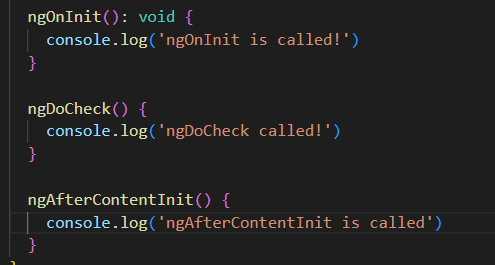 ngOnInit(): void {
console.log('ngOnInit is called!')
}
ngDoCheck() {
console.log('ngDoCheck called!')
}
ngAfterContentInit() {
console.log('ngAfterContentInit is called')
}